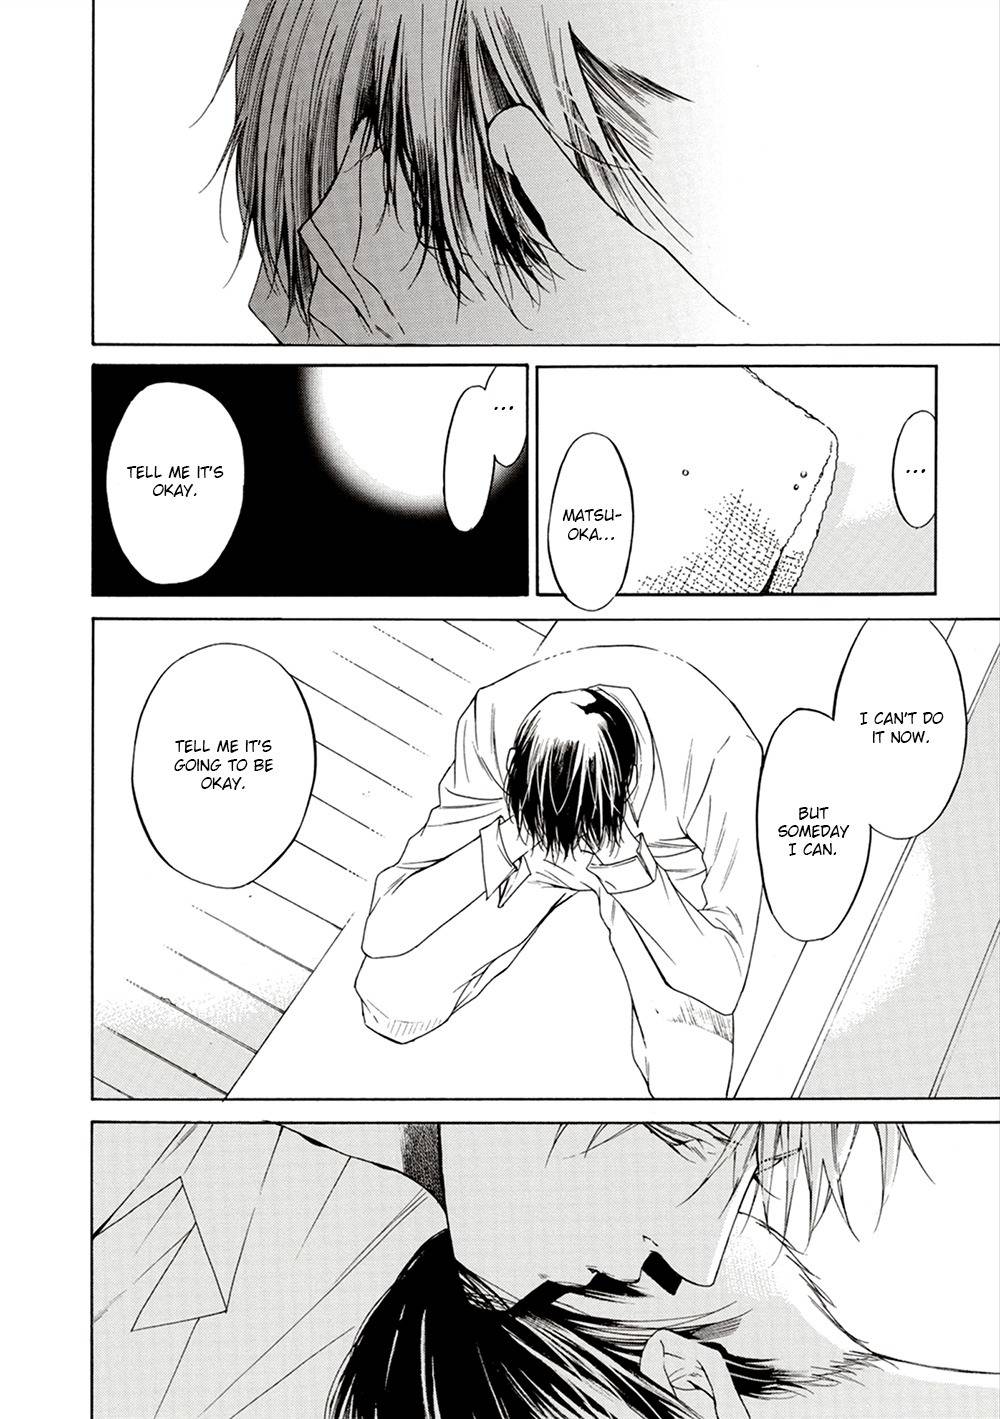 ...
MATSU-
OKA...
...
TELL ME IT'S
OKAY.
I CAN'T DO
IT NOW.
BUT
SOMEDAY
I CAN.
TELL ME IT'S
GOING TO BE
OKAY.